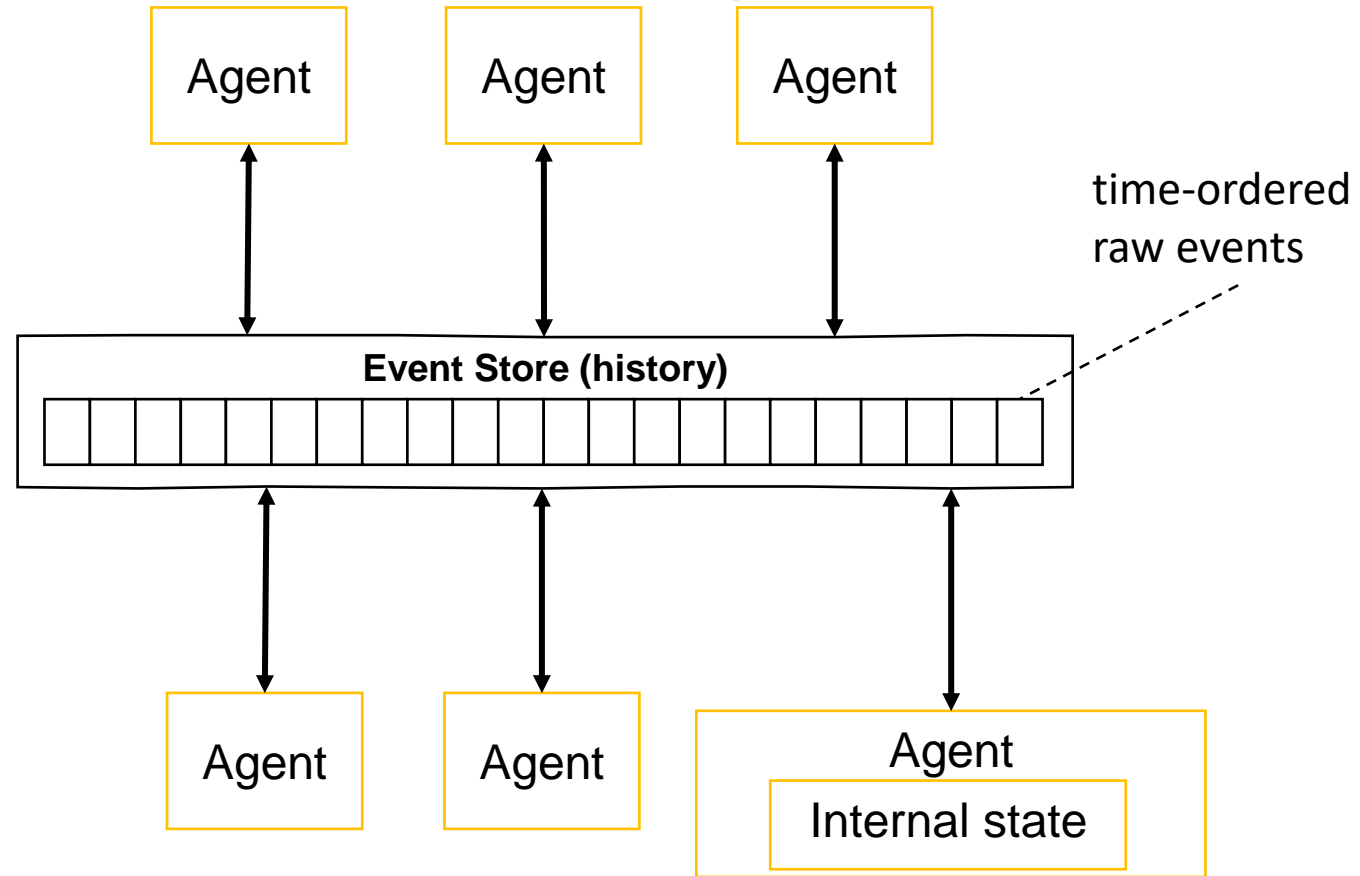 Agent
Agent
Agent
time-ordered
raw events
Event Store (history)
Agent
Agent
Agent
Internal state